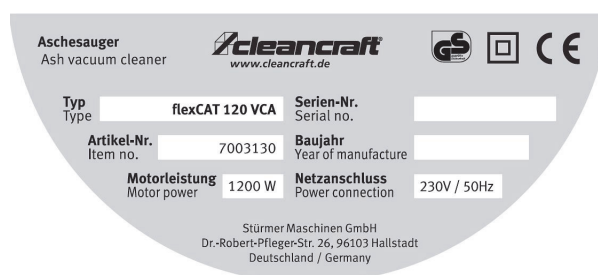 Aschesauger
Ash vacuum cleaner
cleancraft®
www.cleancraft.de
GS
CE
Typ
Type
flexCAT 120 VCA
Serien-Nr.
Serial no.
Artikel-Nr.
Item no.
7003130
Baujahr
Year of manufacture
Motorleistung
Motor power
1200 W
Netzanschluss
Power connection
230V / 50Hz
Stürmer Maschinen GmbH
Dr.-Robert-Pfleger-Str. 26, 96103 Hallstadt
Deutschland / Germany